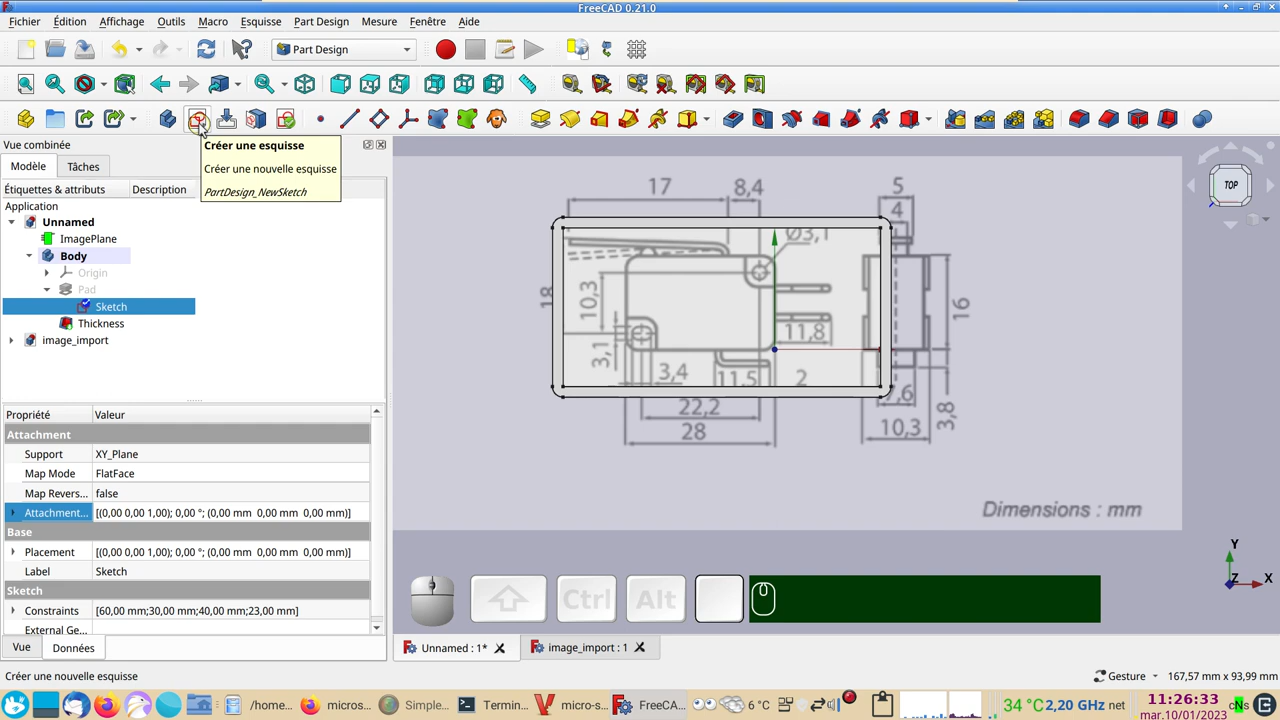 FreeCAD 0.21.0
Fichier Édition Affichage Outils Macro Esquisse Part Design Mesure Fenêtre Aide
Part Design
Vue combinée
Modèle Tâches
Créer une esquisse
Créer une nouvelle esquisse
PartDesign_NewSketch
Étiquettes & attributs Description
Application
Unnamed
ImagePlane
Body
Origin
Pad
Sketch
Thickness
image_import
Propriété Valeur
Attachment
Support XY_Plane
Map Mode FlatFace
Map Revers... false
Attachment... [(0,00 0,00 1,00); 0,00 °; (0,00 mm 0,00 mm 0,00 mm)]
Base
Placement [(0,00 0,00 1,00); 0,00 °; (0,00 mm 0,00 mm 0,00 mm)]
Label Sketch
Sketch
Constraints [60,00 mm;30,00 mm;40,00 mm;23,00 mm]
External Ge...
Vue Données
17 8,4 5
4
Ø3,1
18 10,3 16
11,8
3,1 3,4 11,5 2 7,6 3,8
22,2
28 10,3
Dimensions : mm
TOP
Y
Z X
Ctrl Alt
Unnamed : 1* image_import : 1
Créer une nouvelle esquisse
Gesture 167,57 mm x 93,99 mm
/home... micros... Simple... Termin... micro-s... FreeCA... 6 °C 34 °C 2,20 GHz net 11:26:33 cNs
mar.10/01/2023